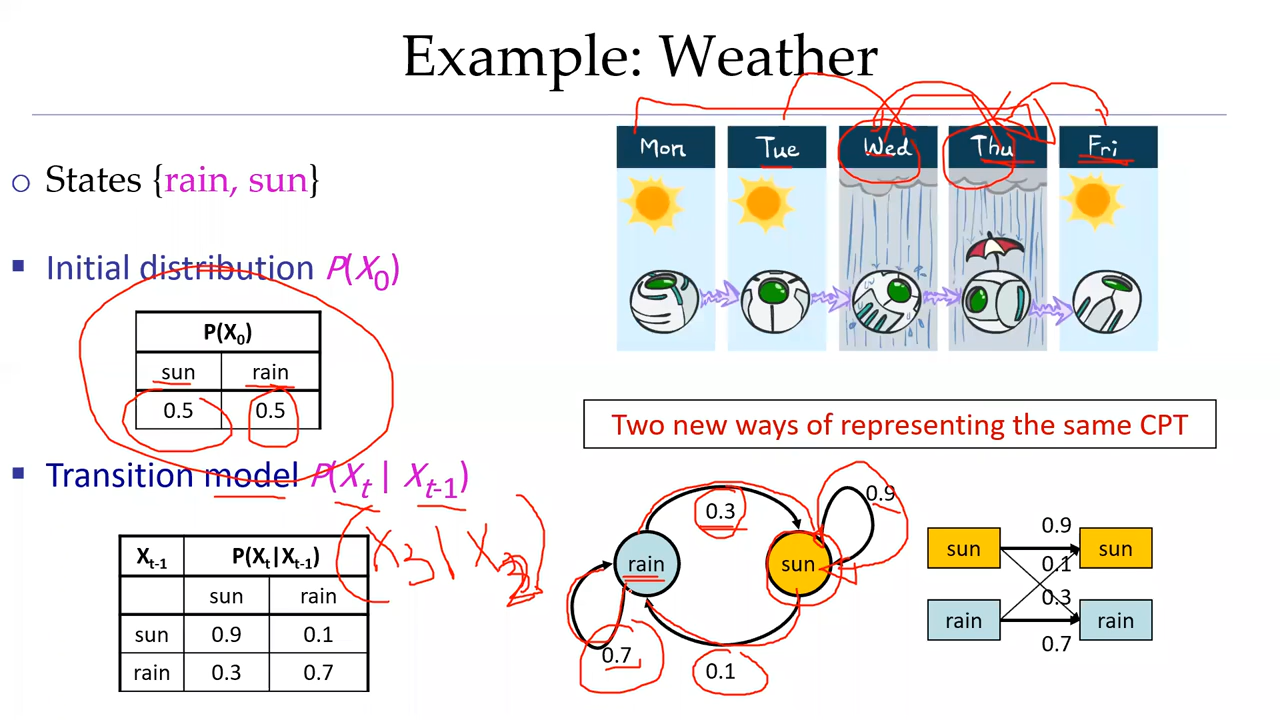 Example: Weather
Mon Tue Wed Thu Fri
States {rain, sun}
Initial distribution P(X0)
P(X0)
sun rain
0.5 0.5
Two new ways of representing the same CPT
Transition model P(Xt | Xt-1)
(X3 | X2)
Xt-1 P(Xt|Xt-1)
sun rain
sun 0.9 0.1
rain 0.3 0.7
0.3 0.9
rain sun
0.7 0.1
0.9
sun sun
0.1
0.3
rain rain
0.7